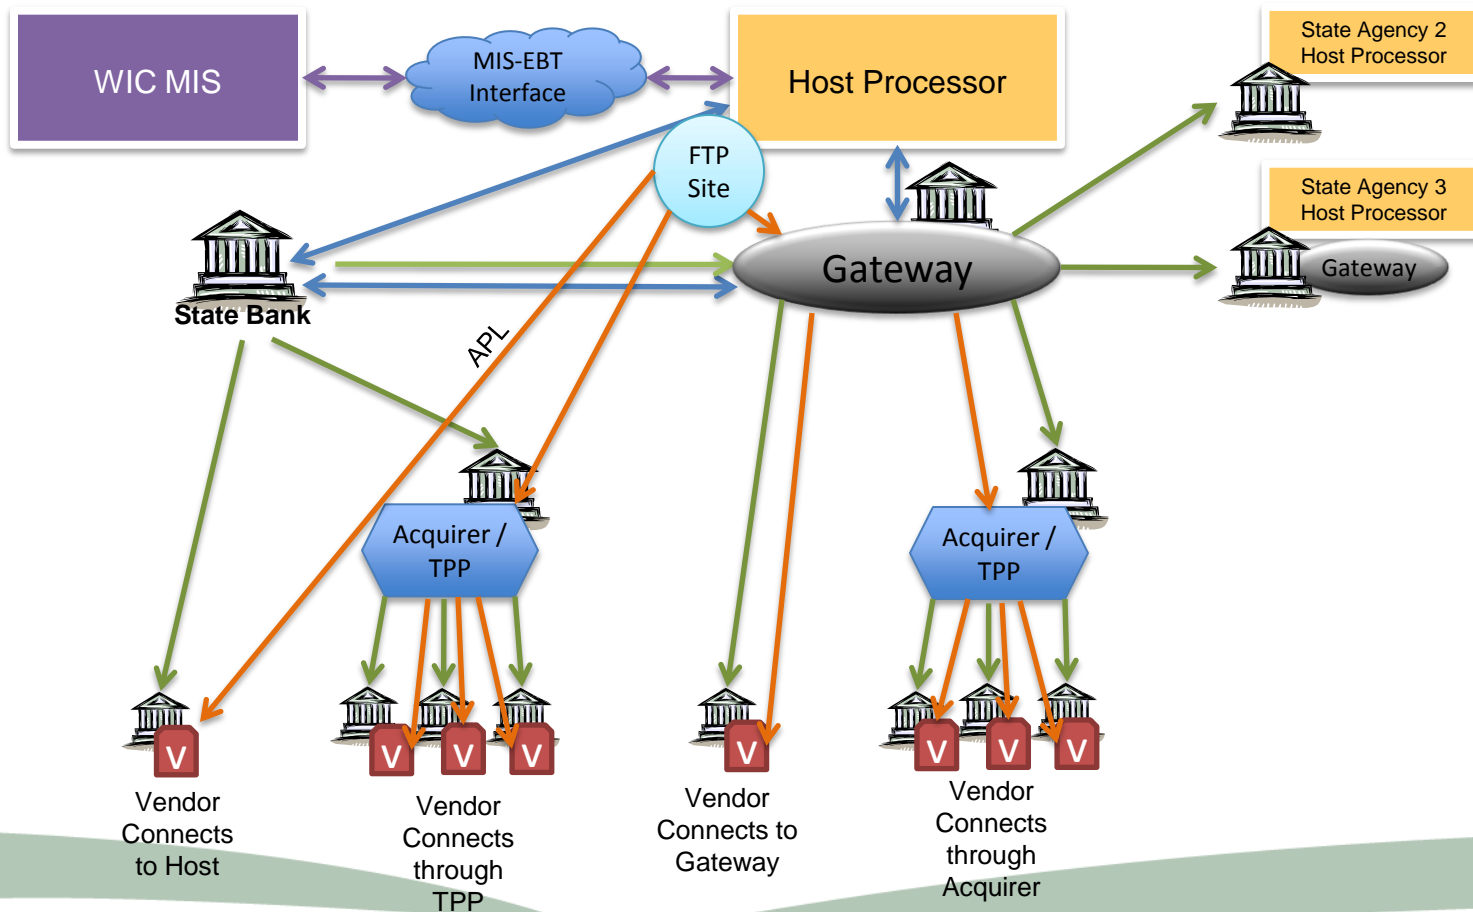 WIC MIS
MIS-EBT
Interface
Host Processor
State Agency 2
Host Processor
FTP
Site
State Agency 3
Host Processor
Gateway
Gateway
State Bank
APL
Acquirer /
TPP
Acquirer /
TPP
V
V
V
V
V
V
V
V
Vendor
Connects
to Host
Vendor
Connects
through
TPP
Vendor
Connects to
Gateway
Vendor
Connects
through
Acquirer